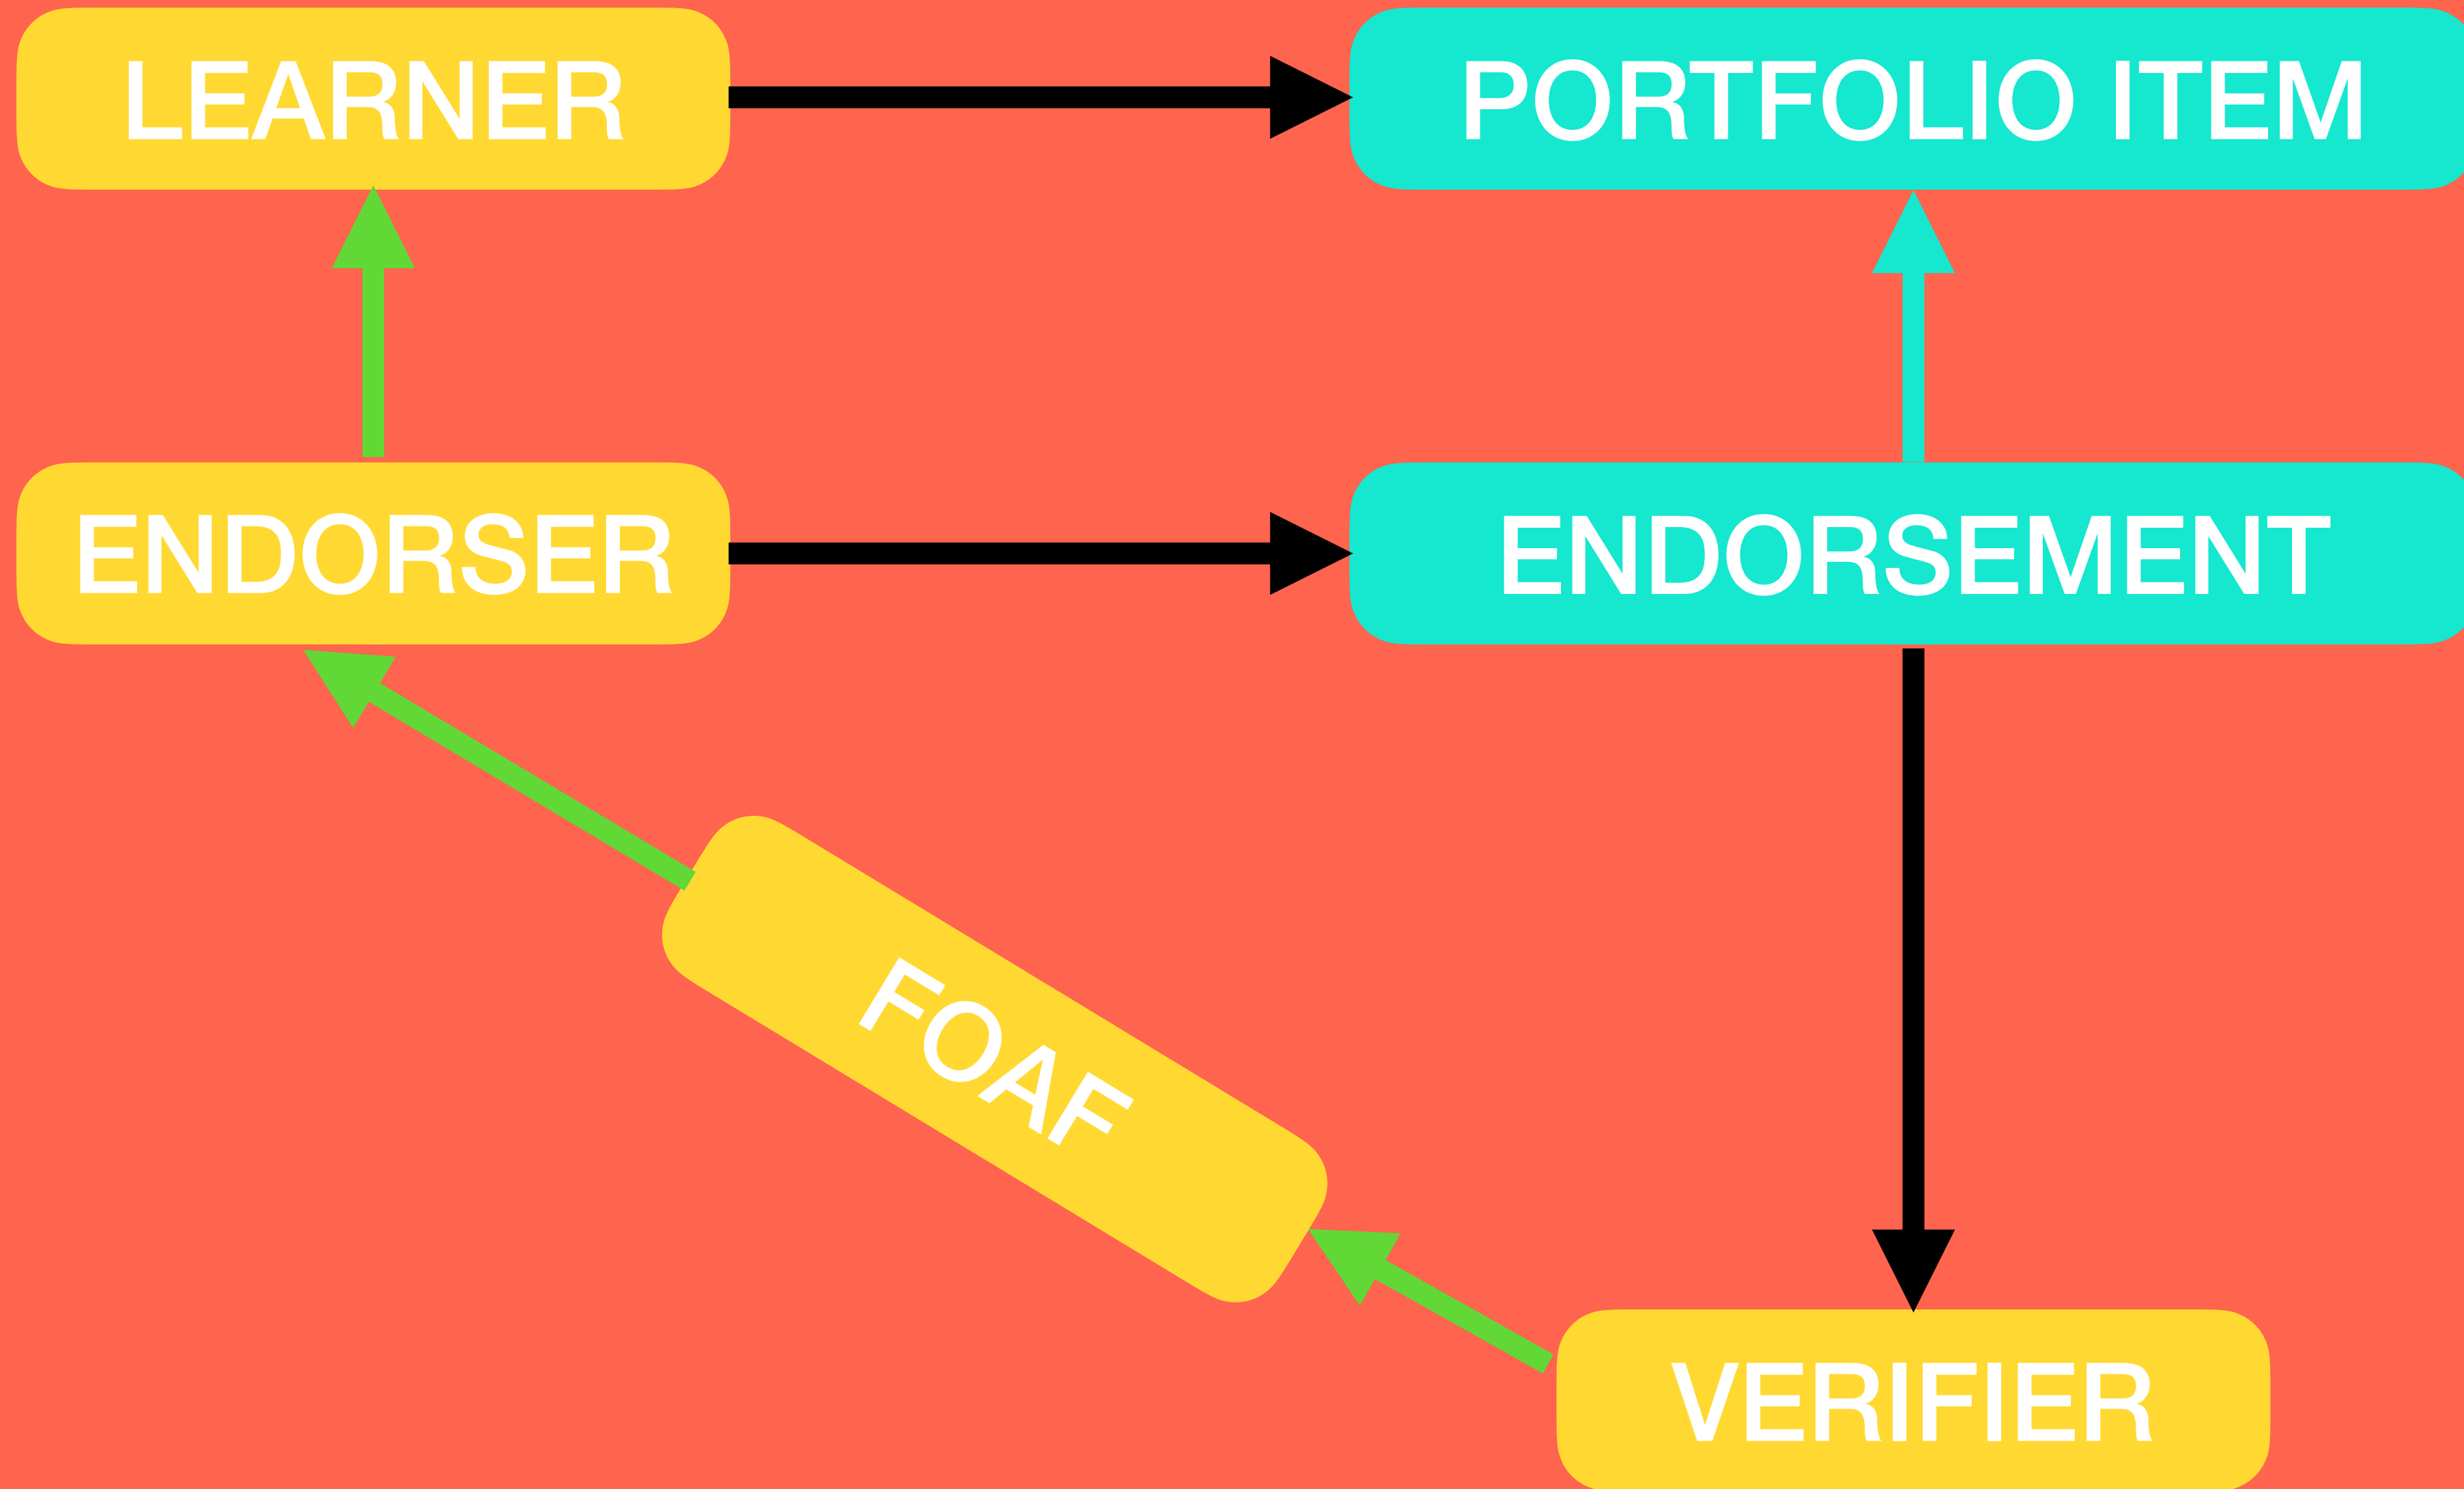 LEARNER
PORTFOLIO ITEM
ENDORSER
ENDORSEMENT
FOAF
VERIFIER